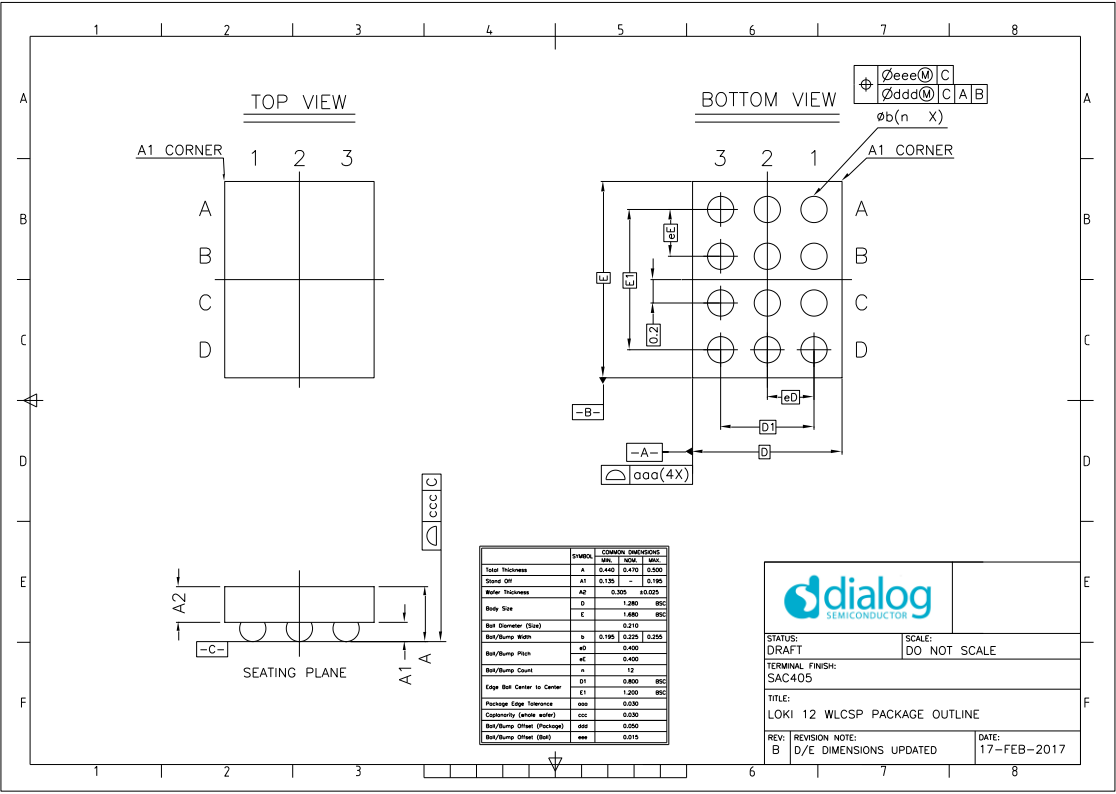 1 2 3 4 5 6 7 8
A A
TOP VIEW
BOTTOM VIEW
Øeee Ⓜ C
Øddd Ⓜ C A B
Øb(n X)
A1 CORNER
1 2 3
3 2 1
A1 CORNER
A
B
C
D
A
B
C
D
B B
eE
E
E1
0.2
C C
eD
-B-
D1
-A-
D
aaa(4X)
D D
ccc C
E E
A2
-C-
A1
A
SEATING PLANE
SYMBOL COMMON DIMENSIONS
MIN. NOM. MAX.
Total Thickness A 0.440 0.470 0.500
Stand Off A1 0.135 - 0.195
Wafer Thickness A2 0.305 ±0.025
Body Size D 1.280 BSC
E 1.680 BSC
Ball Diameter (Size) 0.210
Ball/Bump Width b 0.195 0.225 0.255
Ball/Bump Pitch eD 0.400
eE 0.400
Ball/Bump Count n 12
Edge Ball Center to Center D1 0.800 BSC
E1 1.200 BSC
Package Edge Tolerance aaa 0.030
Coplanarity (whole wafer) ccc 0.030
Ball/Bump Offset (Package) ddd 0.050
Ball/Bump Offset (Ball) eee 0.015
dialog
SEMICONDUCTOR
STATUS:
DRAFT
SCALE:
DO NOT SCALE
TERMINAL FINISH:
SAC405
TITLE:
LOKI 12 WLCSP PACKAGE OUTLINE
REV:
B
REVISION NOTE:
D/E DIMENSIONS UPDATED
DATE:
17-FEB-2017
F F
1 2 3 6 7 8